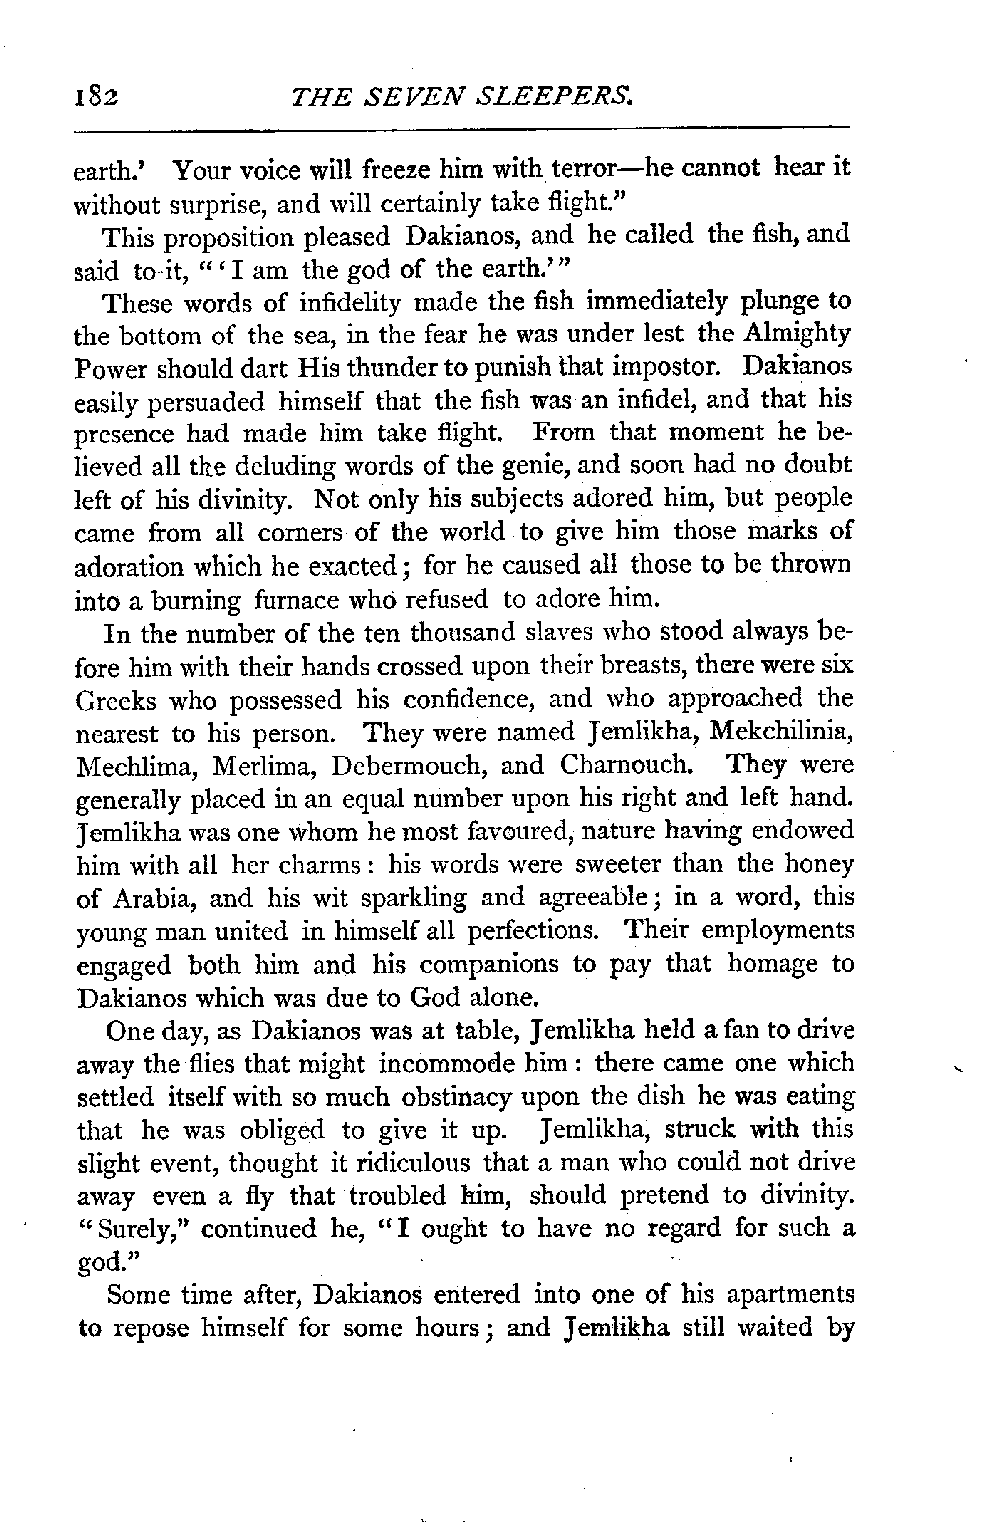 182 THE SEVEN SLEEPERS.
earth.’ Your voice will freeze him with terror—he cannot hear it
without surprise, and will certainly take flight.”
This proposition pleased Dakianos, and he called the fish, and
said to it, “ ‘ I am the god of the earth.’ ”
These words of infidelity made the fish immediately plunge to
the bottom of the sea, in the fear he was under lest the Almighty
Power should dart His thunder to punish that impostor. Dakianos
easily persuaded himself that the fish was an infidel, and that his
presence had made him take flight. From that moment he be-
lieved all the deluding words of the genie, and soon had no doubt
left of his divinity. Not only his subjects adored him, but people
came from all corners of the world to give him those marks of
adoration which he exacted; for he caused all those to be thrown
into a burning furnace who refused to adore him.
In the number of the ten thousand slaves who stood always be-
fore him with their hands crossed upon their breasts, there were six
Greeks who possessed his confidence, and who approached the
nearest to his person. They were named Jemlikha, Mekchilinia,
Mechlima, Merlima, Debermouch, and Charnouch. They were
generally placed in an equal number upon his right and left hand.
Jemlikha was one whom he most favoured, nature having endowed
him with all her charms : his words were sweeter than the honey
of Arabia, and his wit sparkling and agreeable; in a word, this
young man united in himself all perfections. Their employments
engaged both him and his companions to pay that homage to
Dakianos which was due to God alone.
One day, as Dakianos was at table, Jemlikha held a fan to drive
away the flies that might incommode him : there came one which
settled itself with so much obstinacy upon the dish he was eating
that he was obliged to give it up. Jemlikha, struck with this
slight event, thought it ridiculous that a man who could not drive
away even a fly that troubled him, should pretend to divinity.
“ Surely,” continued he, “ I ought to have no regard for such a
god.”
Some time after, Dakianos entered into one of his apartments
to repose himself for some hours; and Jemlikha still waited by